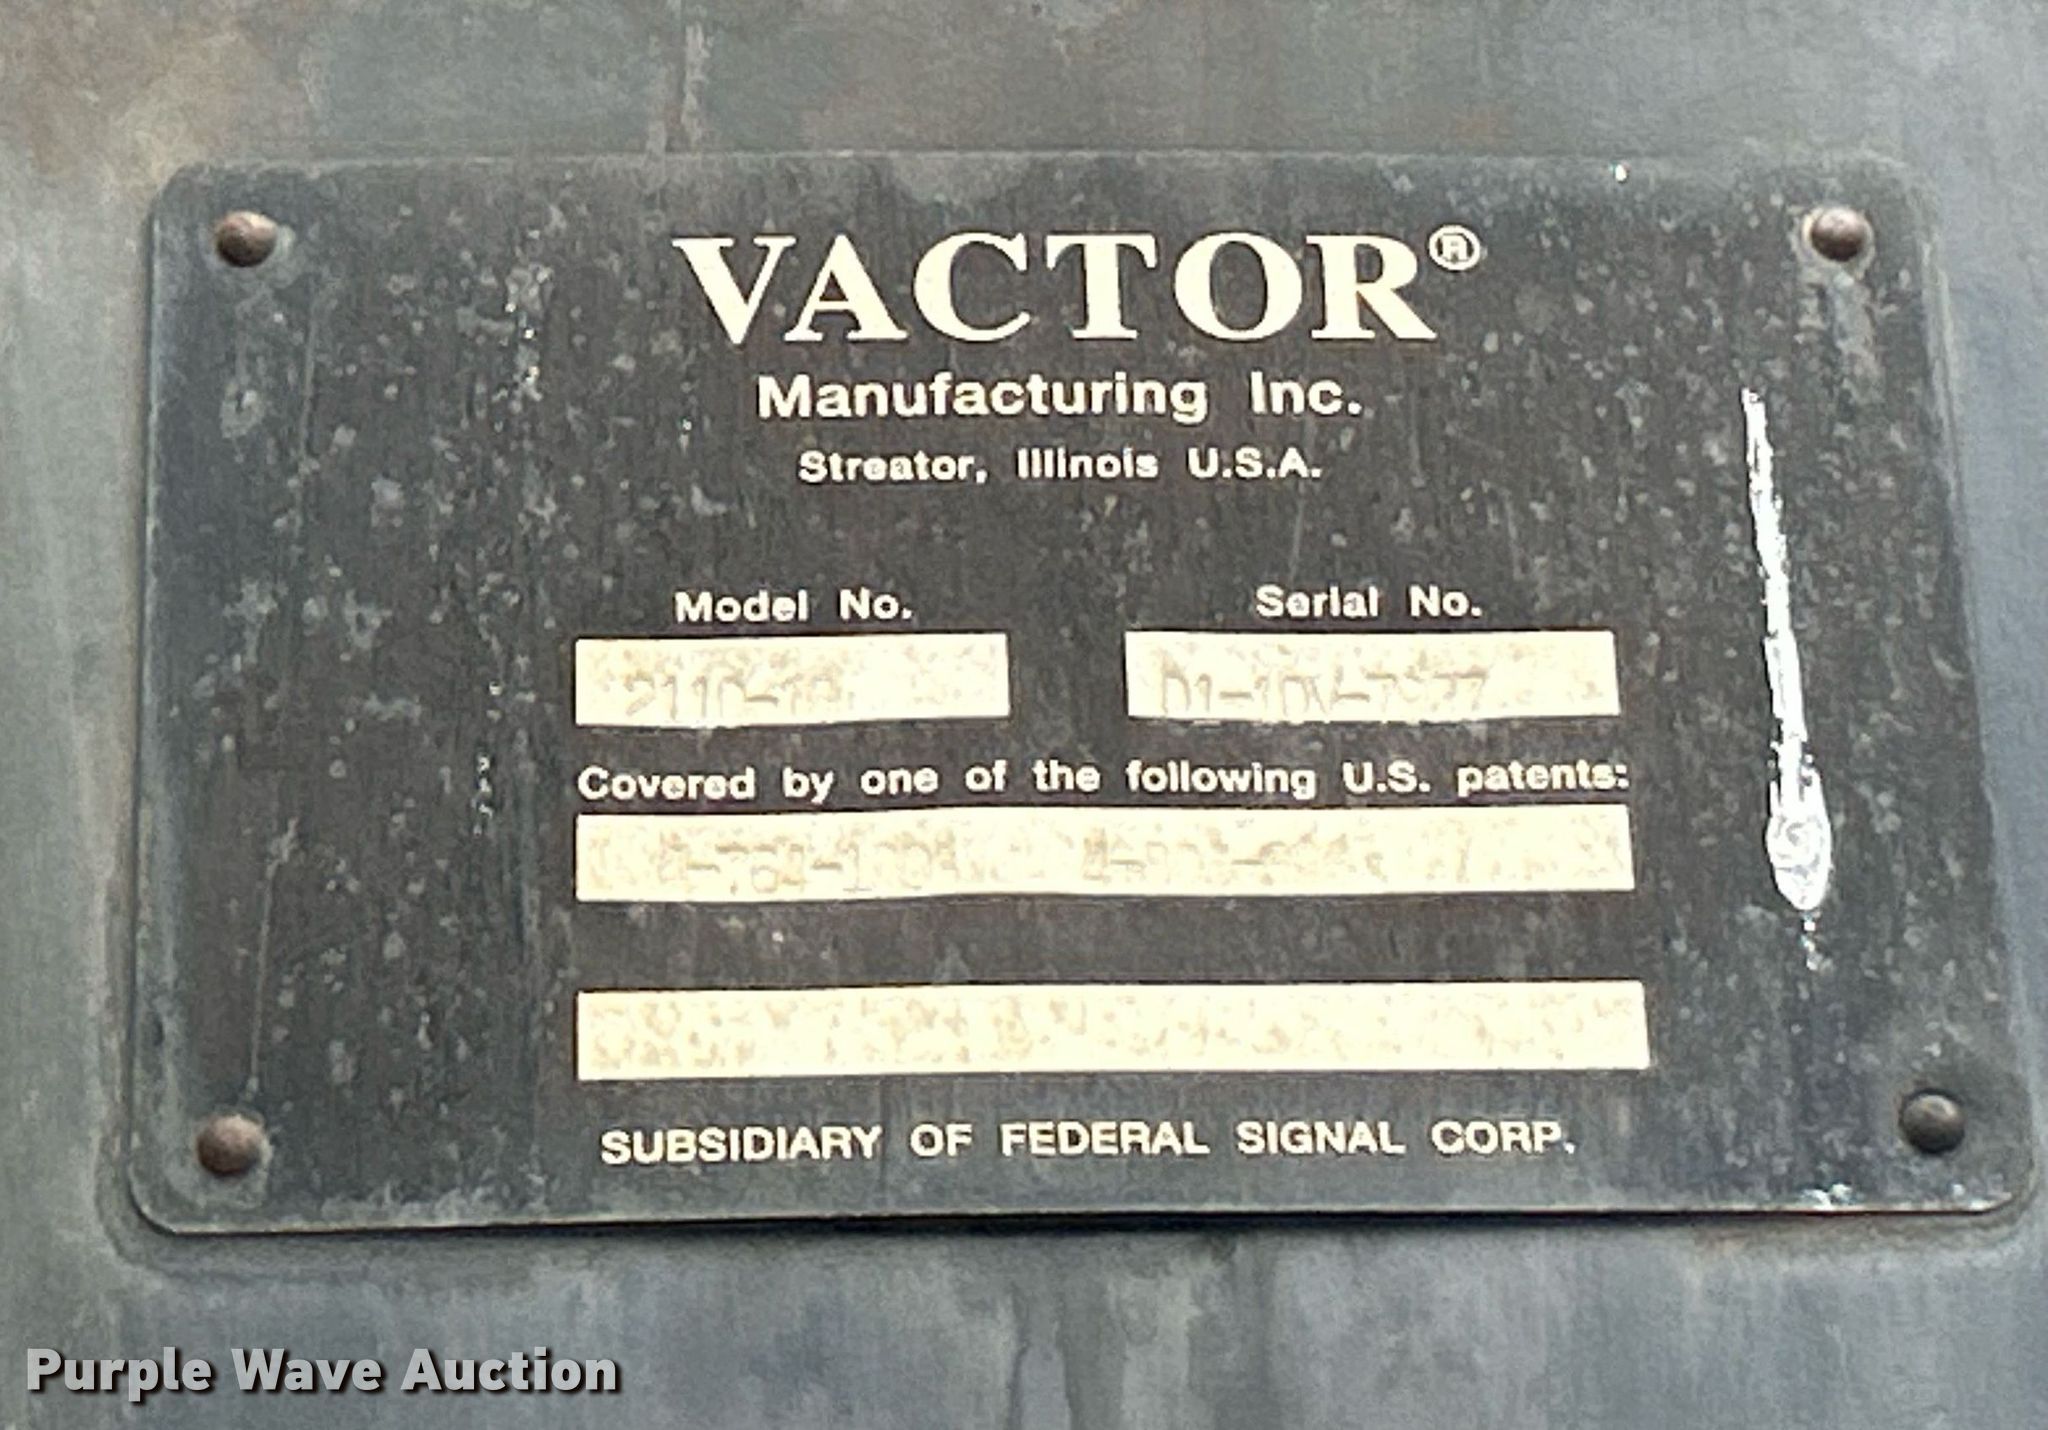 VACTOR®
Manufacturing Inc.
Streator, Illinois U.S.A.
Model No. Serial No.
Covered by one of the following U.S. patents:
SUBSIDIARY OF FEDERAL SIGNAL CORP.
Purple Wave Auction